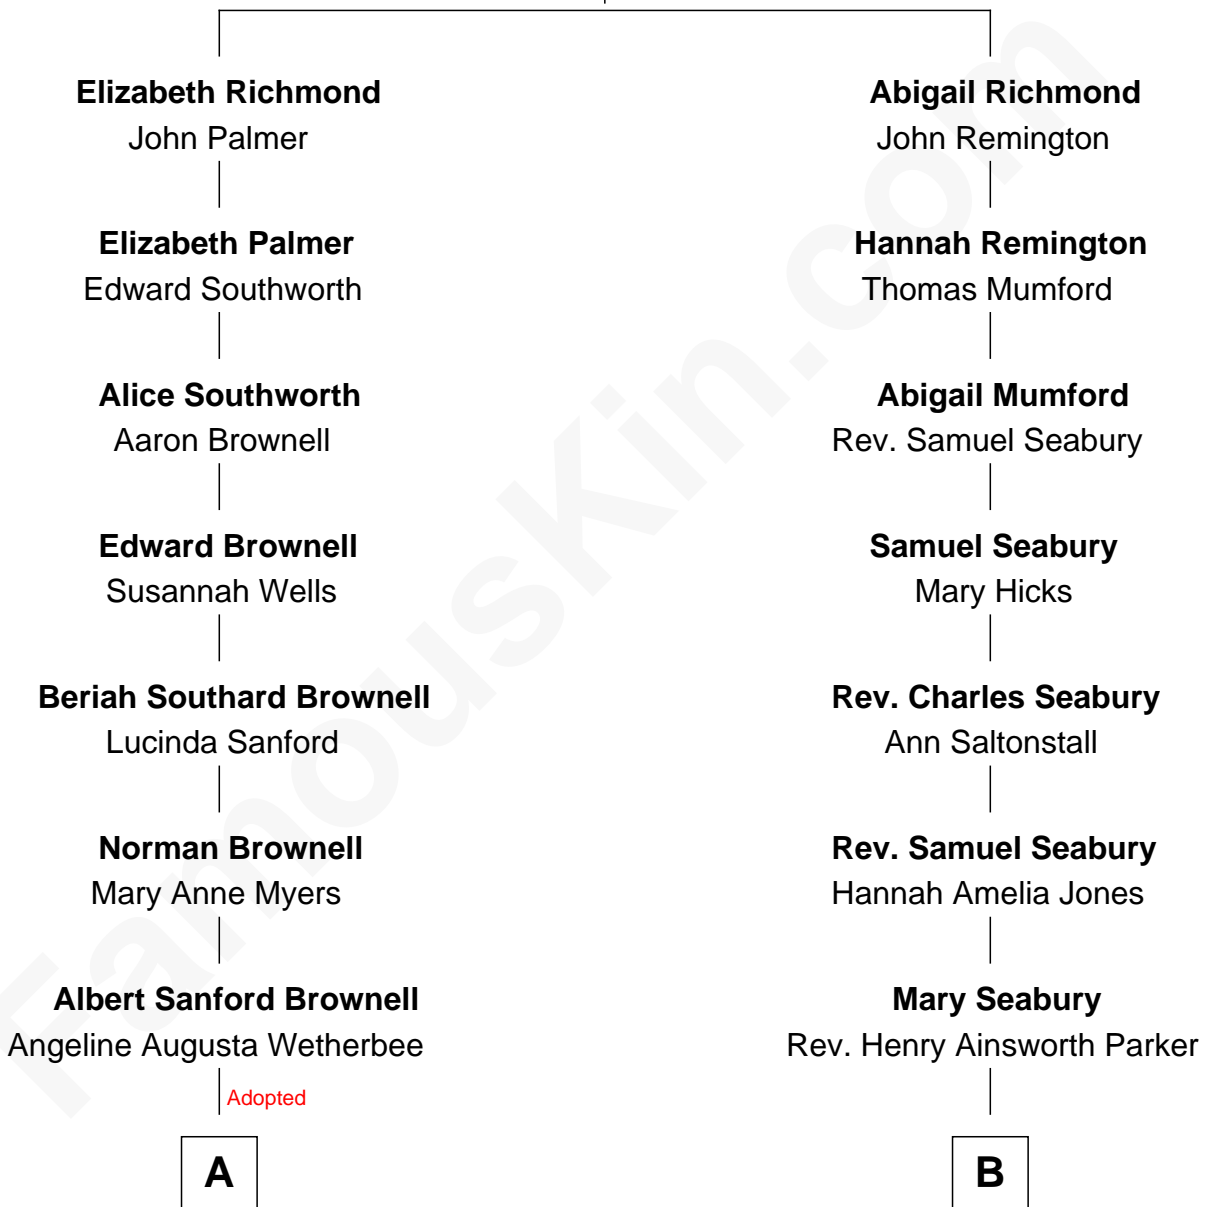 Elizabeth Richmond
John Palmer
Elizabeth Palmer
Edward Southworth
Alice Southworth
Aaron Brownell
Edward Brownell
Susannah Wells
Beriah Southard Brownell
Lucinda Sanford
Norman Brownell
Mary Anne Myers
Albert Sanford Brownell
Angeline Augusta Wetherbee
Adopted
A
Abigail Richmond
John Remington
Hannah Remington
Thomas Mumford
Abigail Mumford
Rev. Samuel Seabury
Samuel Seabury
Mary Hicks
Rev. Charles Seabury
Ann Saltonstall
Rev. Samuel Seabury
Hannah Amelia Jones
Mary Seabury
Rev. Henry Ainsworth Parker
B
FamousKin.com